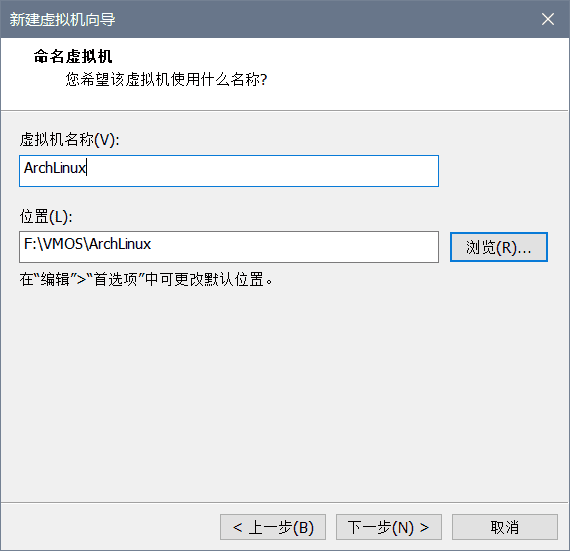 新建虚拟机向导
命名虚拟机
您希望该虚拟机使用什么名称?
虚拟机名称(V):
ArchLinux
位置(L):
F:\VMOS\ArchLinux
浏览(R)...
在“编辑”>“首选项”中可更改默认位置。
< 上一步(B)
下一步(N) >
取消